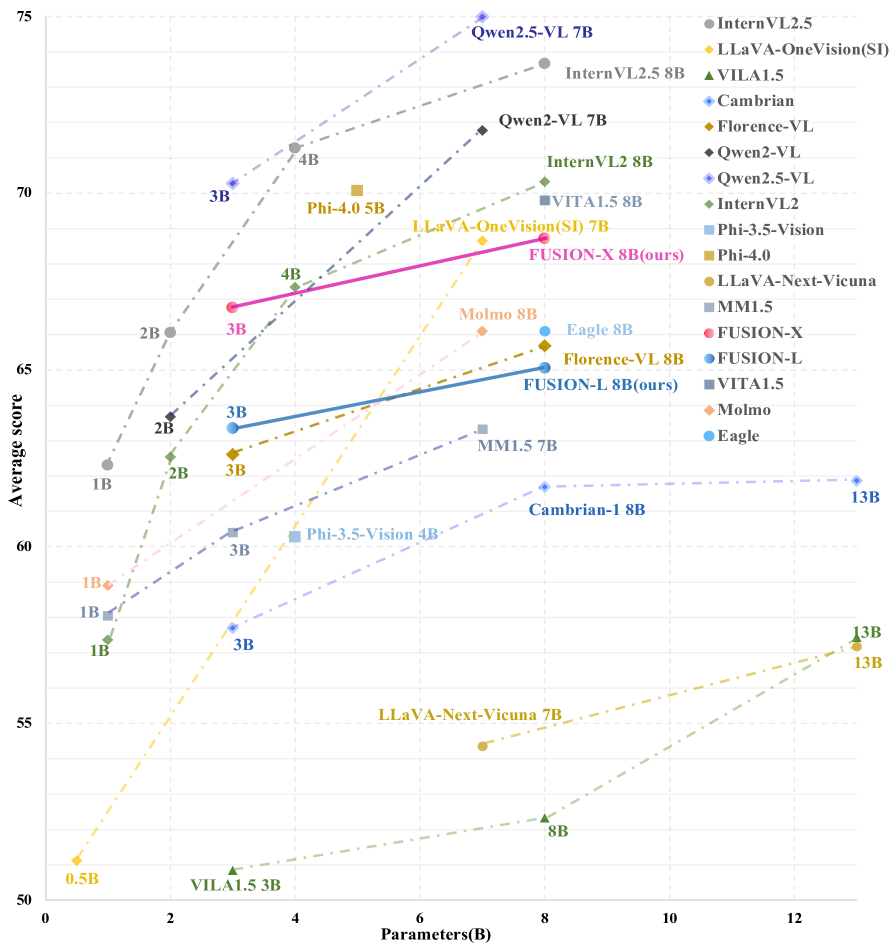 75
InternVL2.5
Qwen2.5-VL 7B
LLaVA-OneVision(SI)
InternVL2.5 8B
VILA1.5
Cambrian
Qwen2-VL 7B
Florence-VL
4B
Qwen2-VL
InternVL2 8B
Qwen2.5-VL
70
3B
Phi-4.0 5B
VITA1.5 8B
InternVL2
LLaVA-OneVision(SI) 7B
Phi-3.5-Vision
FUSION-X 8B(ours)
Phi-4.0
4B
LLaVA-Next-Vicuna
MM1.5
Molmo 8B
2B
3B
Eagle 8B
FUSION-X
65
Florence-VL 8B
FUSION-L
FUSION-L 8B(ours)
VITA1.5
3B
Molmo
2B
Eagle
MM1.5 7B
Average score
1B
2B
3B
13B
Cambrian-1 8B
60
3B
Phi-3.5-Vision 4B
1B
1B
1B
3B
13B
13B
55
LLaVA-Next-Vicuna 7B
8B
0.5B
VILA1.5 3B
50
0
2
4
6
8
10
12
Parameters(B)